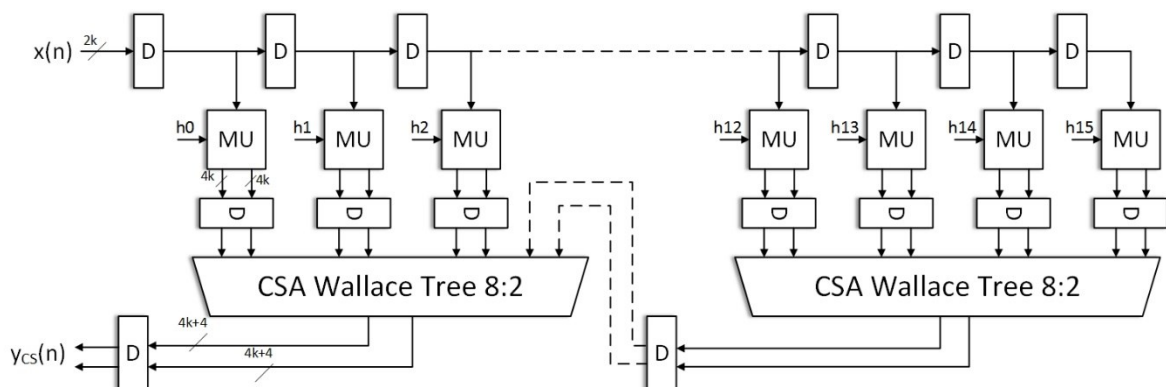 x(n) 2k D D D D D D
h0 MU h1 MU h2 MU h12 MU h13 MU h14 MU h15 MU
4k 4k
D D D D D D D
CSA Wallace Tree 8:2 CSA Wallace Tree 8:2
4k+4
y_CS(n) D 4k+4 D